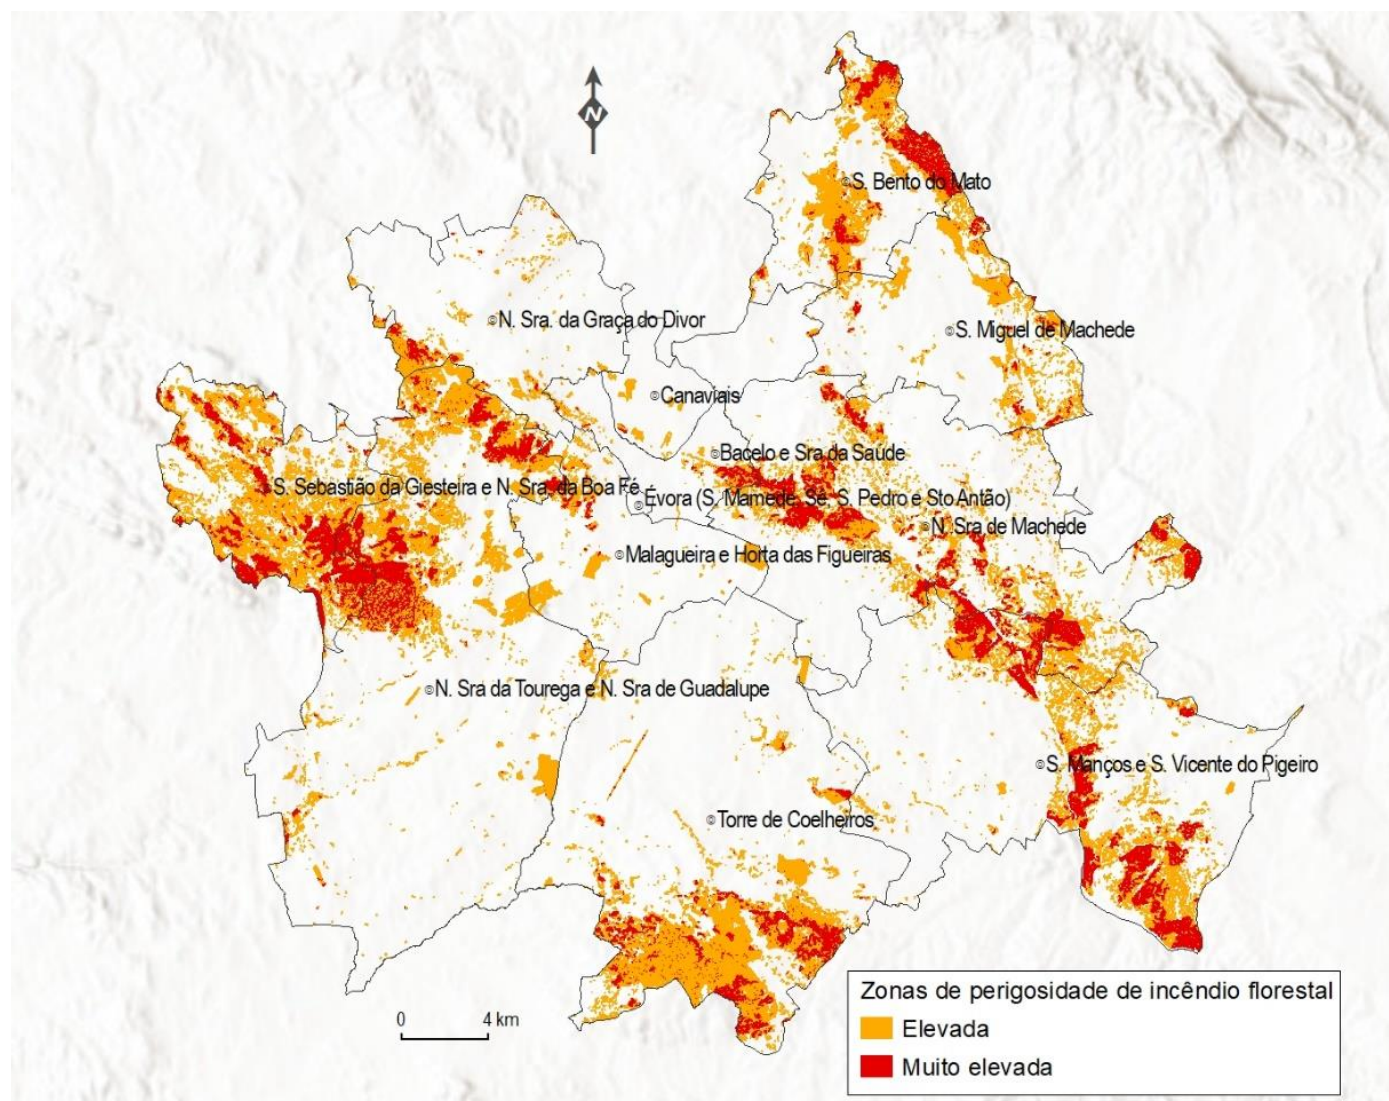 N
S. Bento do Mato
N. Sra. da Graça do Divor
S. Miguel de Machede
Canaviais
Bacelo e Sra da Saúde
S. Sebastião da Giesteira e N. Sra. da Boa Fé
Évora (S. Mamede, Sé, S. Pedro e Sto Antão)
N. Sra de Machede
Malagueira e Horta das Figueiras
N. Sra da Tourega e N. Sra de Guadalupe
S. Manços e S. Vicente do Pigeiro
Torre de Coelheiros
Zonas de perigosidade de incêndio florestal
Elevada
Muito elevada
0 4 km